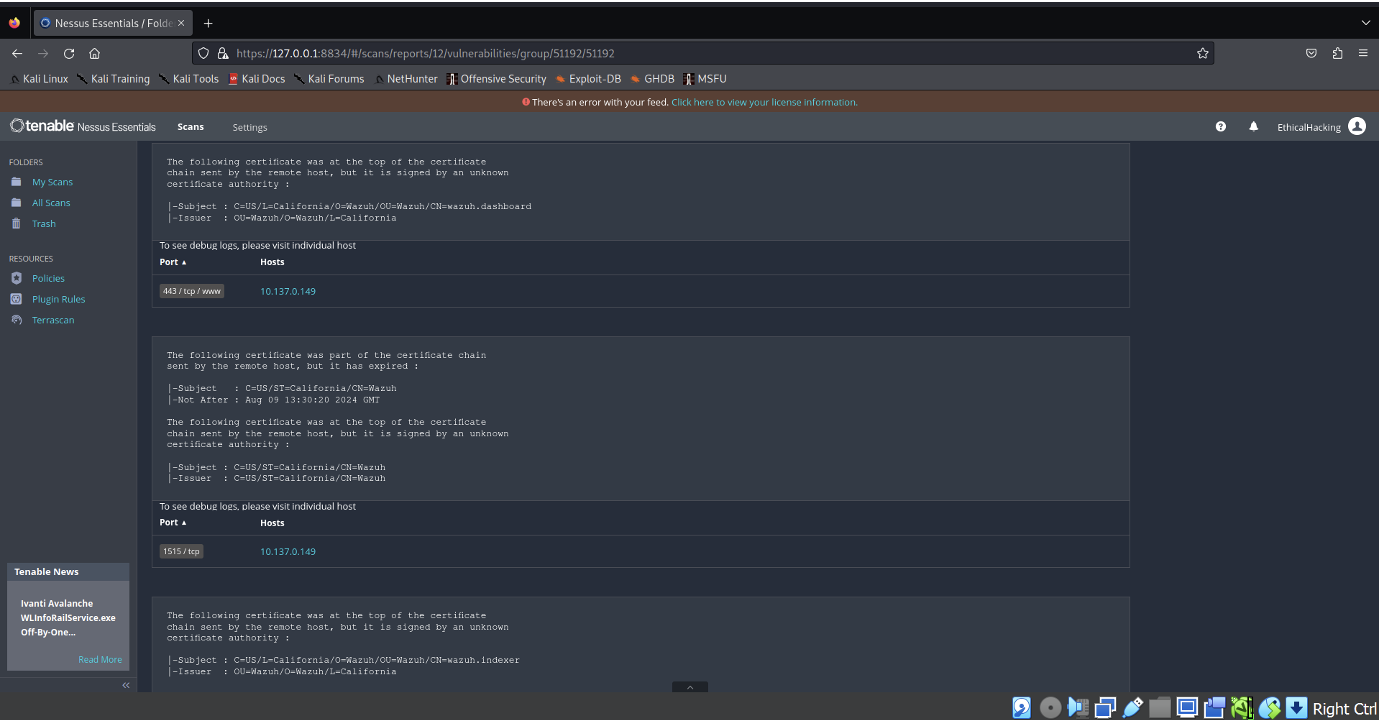 Nessus Essentials / Folde
https://127.0.0.1:8834/#/scans/reports/12/vulnerabilities/group/51192/51192
Kali Linux Kali Training Kali Tools Kali Docs Kali Forums NetHunter Offensive Security Exploit-DB GHDB MSFU
There's an error with your feed. Click here to view your license information.
tenable Nessus Essentials Scans Settings EthicalHacking
FOLDERS
My Scans
All Scans
Trash
RESOURCES
Policies
Plugin Rules
Terrascan
Tenable News
Ivanti Avalanche
WLInfoRailService.exe
Off-By-One...
Read More
The following certificate was at the top of the certificate
chain sent by the remote host, but it is signed by an unknown
certificate authority :
|-Subject : C=US/L=California/O=Wazuh/OU=Wazuh/CN=wazuh.dashboard
|-Issuer : OU=Wazuh/O=Wazuh/L=California
To see debug logs, please visit individual host
Port ▲ Hosts
443 / tcp / www 10.137.0.149
The following certificate was part of the certificate chain
sent by the remote host, but it has expired :
|-Subject : C=US/ST=California/CN=Wazuh
|-Not After : Aug 09 13:30:20 2024 GMT
The following certificate was at the top of the certificate
chain sent by the remote host, but it is signed by an unknown
certificate authority :
|-Subject : C=US/ST=California/CN=Wazuh
|-Issuer : C=US/ST=California/CN=Wazuh
To see debug logs, please visit individual host
Port ▲ Hosts
1515 / tcp 10.137.0.149
The following certificate was at the top of the certificate
chain sent by the remote host, but it is signed by an unknown
certificate authority :
|-Subject : C=US/L=California/O=Wazuh/OU=Wazuh/CN=wazuh.indexer
|-Issuer : OU=Wazuh/O=Wazuh/L=California
Right Ctrl